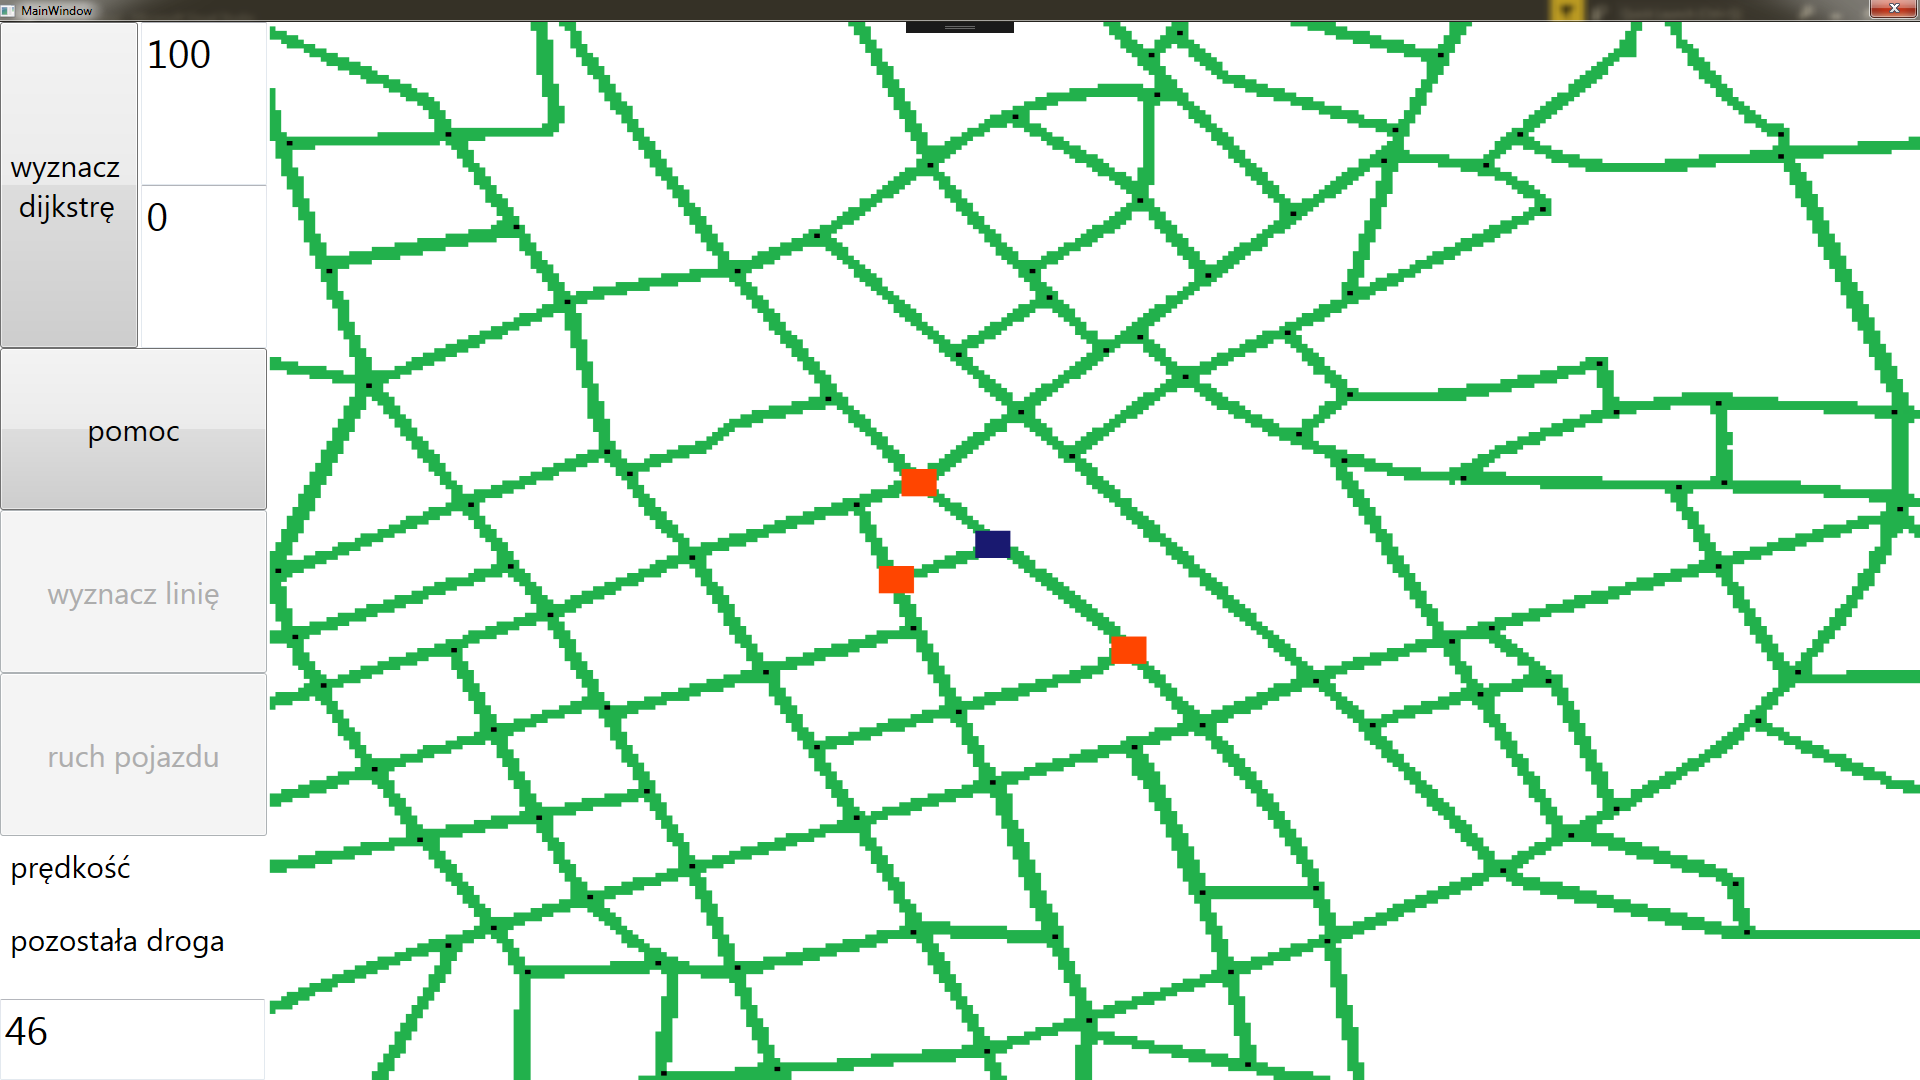 MainWindow
100
wyznacz
dijkstrę
0
pomoc
wyznacz linię
ruch pojazdu
prędkość
pozostała droga
46